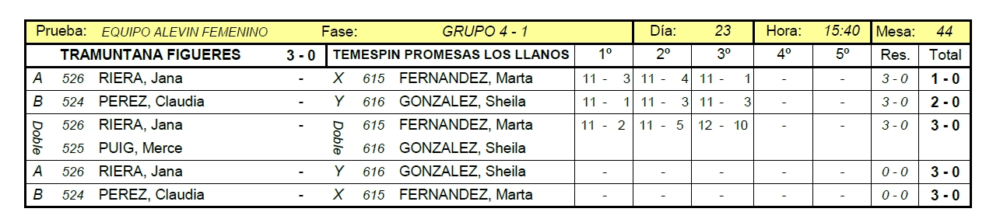 Prueba: EQUIPO ALEVIN FEMENINO Fase: GRUPO 4 - 1 Día: 23 Hora: 15:40 Mesa: 44
TRAMUNTANA FIGUERES 3 - 0 TEMESPIN PROMESAS LOS LLANOS 1º 2º 3º 4º 5º Res. Total
A 526 RIERA, Jana - X 615 FERNANDEZ, Marta 11 - 3 11 - 4 11 - 1 - - 3 - 0 1 - 0
B 524 PEREZ, Claudia - Y 616 GONZALEZ, Sheila 11 - 1 11 - 3 11 - 3 - - 3 - 0 2 - 0
Doble 526 RIERA, Jana Doble 615 FERNANDEZ, Marta 11 - 2 11 - 5 12 - 10 - - 3 - 0 3 - 0
525 PUIG, Merce 616 GONZALEZ, Sheila
A 526 RIERA, Jana - Y 616 GONZALEZ, Sheila - - - - - 0 - 0 3 - 0
B 524 PEREZ, Claudia - X 615 FERNANDEZ, Marta - - - - - 0 - 0 3 - 0